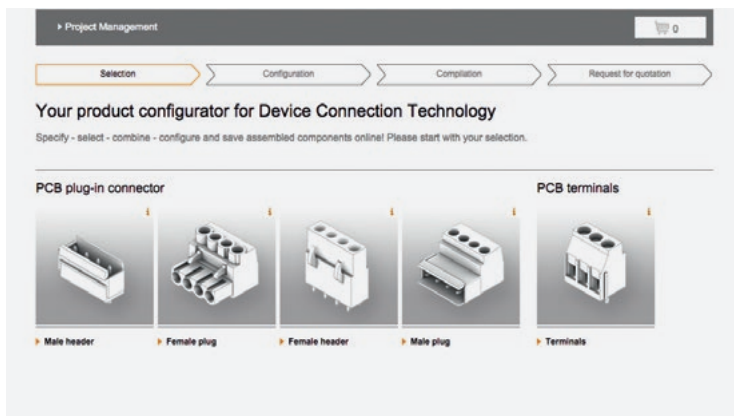 Project Management
0
Selection
Configuration
Compilation
Request for quotation
Your product configurator for Device Connection Technology
Specify - select - combine - configure and save assembled components online! Please start with your selection.
PCB plug-in connector
PCB terminals
i
i
i
i
i
Male header
Female plug
Female header
Male plug
Terminals